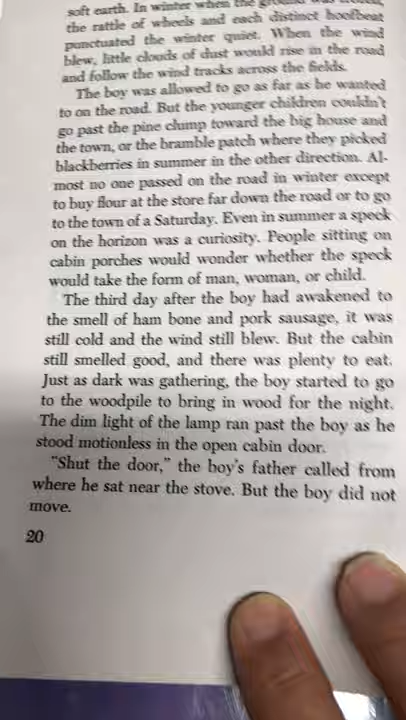 soft earth. In winter when the ground was frozen,
the rattle of wheels and each distinct hoofbeat
punctuated the winter quiet. When the wind
blew, little clouds of dust would rise in the road
and follow the wind tracks across the fields.
The boy was allowed to go as far as he wanted
to on the road. But the younger children couldn't
go past the pine clump toward the big house and
the town, or the bramble patch where they picked
blackberries in summer in the other direction. Al-
most no one passed on the road in winter except
to buy flour at the store far down the road or to go
to the town of a Saturday. Even in summer a speck
on the horizon was a curiosity. People sitting on
cabin porches would wonder whether the speck
would take the form of man, woman, or child.
The third day after the boy had awakened to
the smell of ham bone and pork sausage, it was
still cold and the wind still blew. But the cabin
still smelled good, and there was plenty to eat.
Just as dark was gathering, the boy started to go
to the woodpile to bring in wood for the night.
The dim light of the lamp ran past the boy as he
stood motionless in the open cabin door.
"Shut the door," the boy's father called from
where he sat near the stove. But the boy did not
move.
20